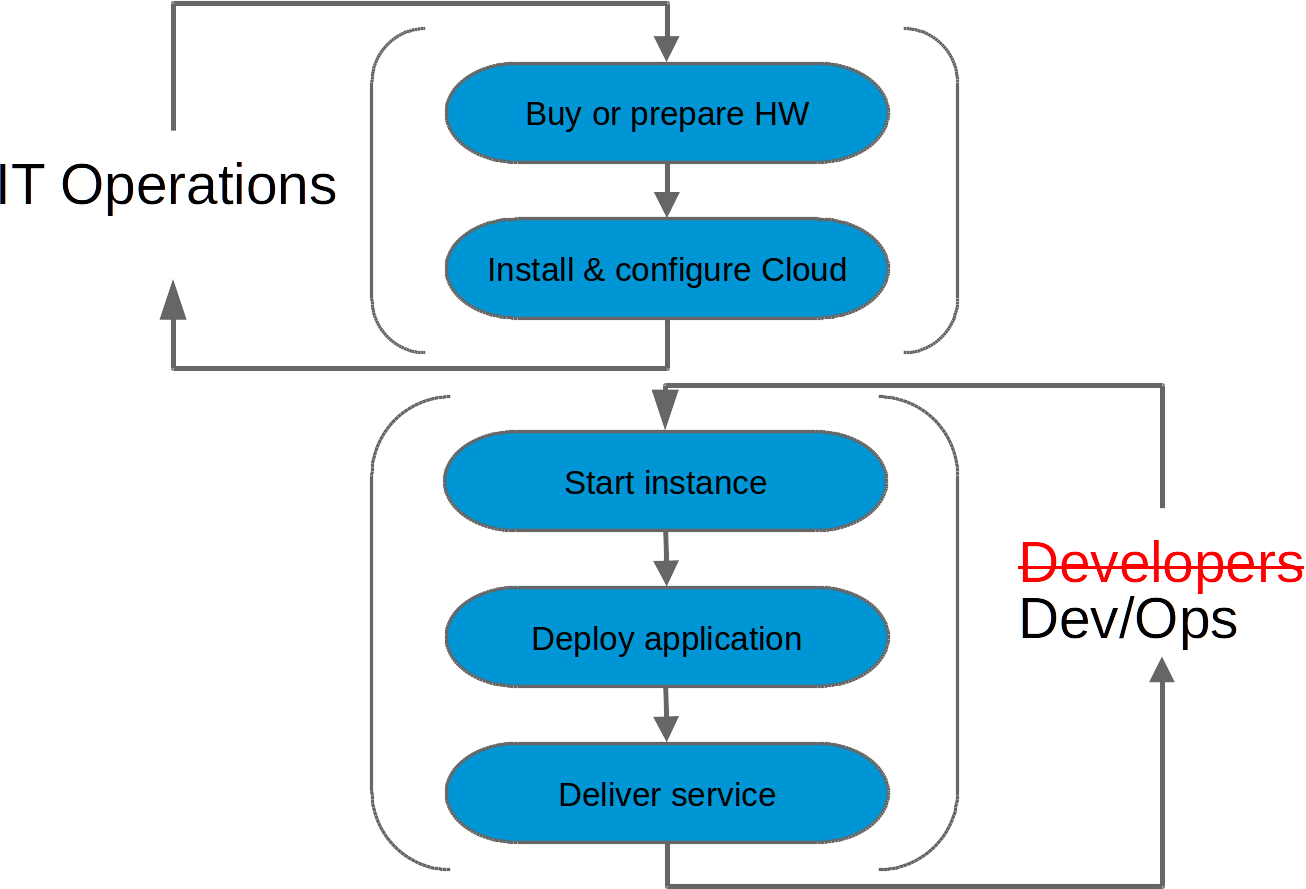 Buy or prepare HW
IT Operations
Install & configure Cloud
Start instance
Developers
Dev/Ops
Deploy application
Deliver service